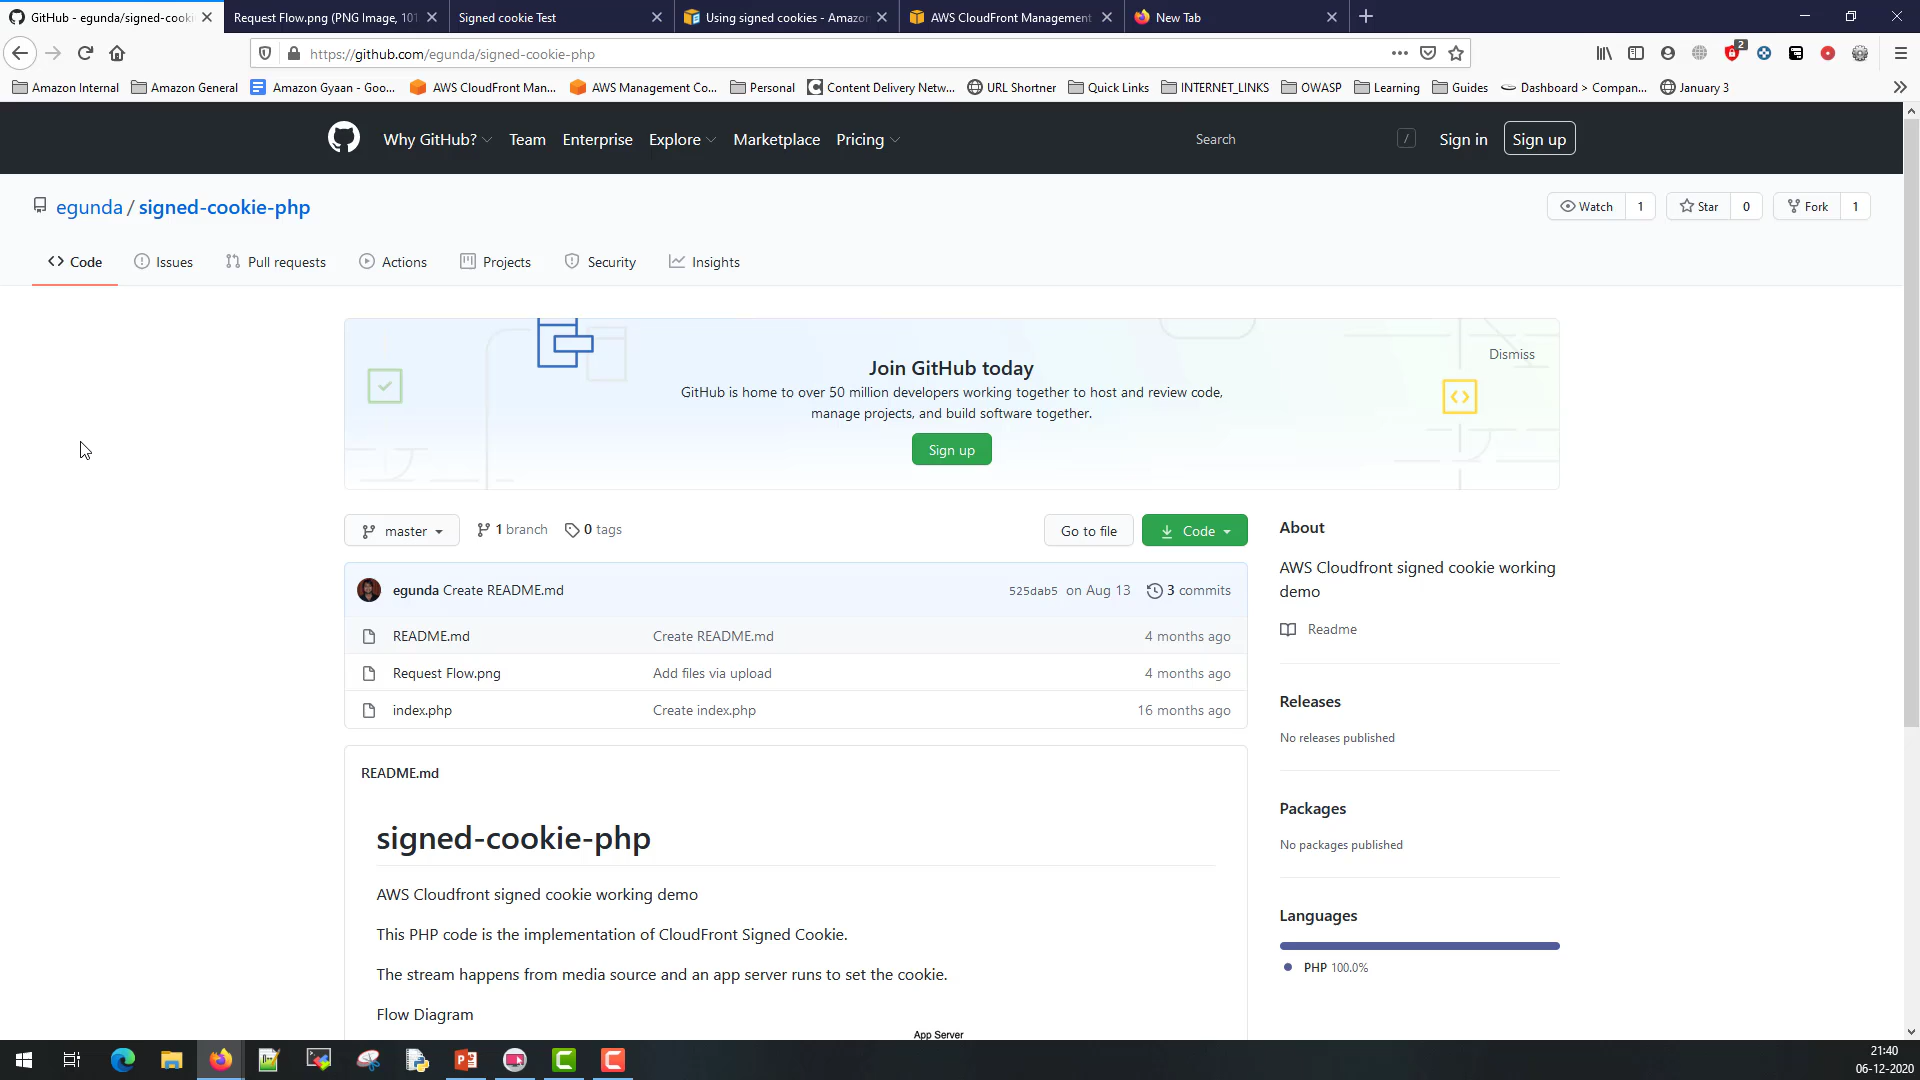 GitHub - egunda/signed-cooki
Request Flow.png (PNG Image, 101
Signed cookie Test
Using signed cookies - Amazon
AWS CloudFront Management
New Tab
https://github.com/egunda/signed-cookie-php
2
Amazon Internal
Amazon General
Amazon Gyaan - Goo...
AWS CloudFront Man...
AWS Management Co...
Personal
Content Delivery Netw...
URL Shortner
Quick Links
INTERNET_LINKS
OWASP
Learning
Guides
Dashboard > Compan...
January 3
Why GitHub?
Team
Enterprise
Explore
Marketplace
Pricing
Search
/
Sign in
Sign up
egunda / signed-cookie-php
Watch 1
Star 0
Fork 1
Code
Issues
Pull requests
Actions
Projects
Security
Insights
Dismiss
Join GitHub today
GitHub is home to over 50 million developers working together to host and review code,
manage projects, and build software together.
Sign up
master
1 branch
0 tags
Go to file
Code
egunda Create README.md 525dab5 on Aug 13 3 commits
README.md Create README.md 4 months ago
Request Flow.png Add files via upload 4 months ago
index.php Create index.php 16 months ago
README.md
signed-cookie-php
AWS Cloudfront signed cookie working demo
This PHP code is the implementation of CloudFront Signed Cookie.
The stream happens from media source and an app server runs to set the cookie.
Flow Diagram
App Server
About
AWS Cloudfront signed cookie working
demo
Readme
Releases
No releases published
Packages
No packages published
Languages
PHP 100.0%
21:40
06-12-2020